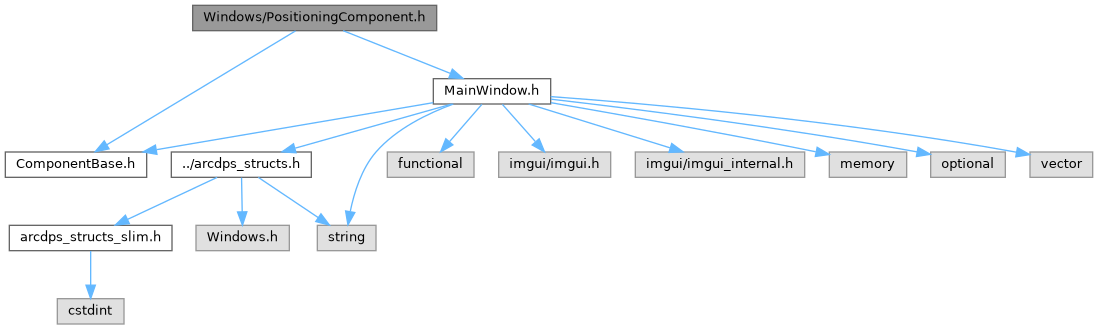 Windows/PositioningComponent.h
MainWindow.h
ComponentBase.h
../arcdps_structs.h
functional
imgui/imgui.h
imgui/imgui_internal.h
memory
optional
vector
arcdps_structs_slim.h
Windows.h
string
cstdint